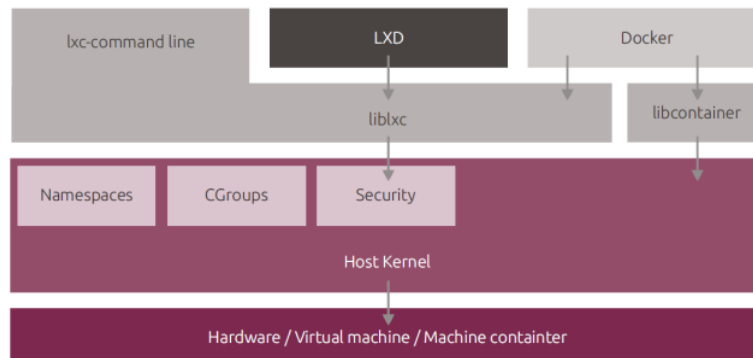 lxc-command line
LXD
Docker
liblxc
libcontainer
Namespaces
CGroups
Security
Host Kernel
Hardware / Virtual machine / Machine containter